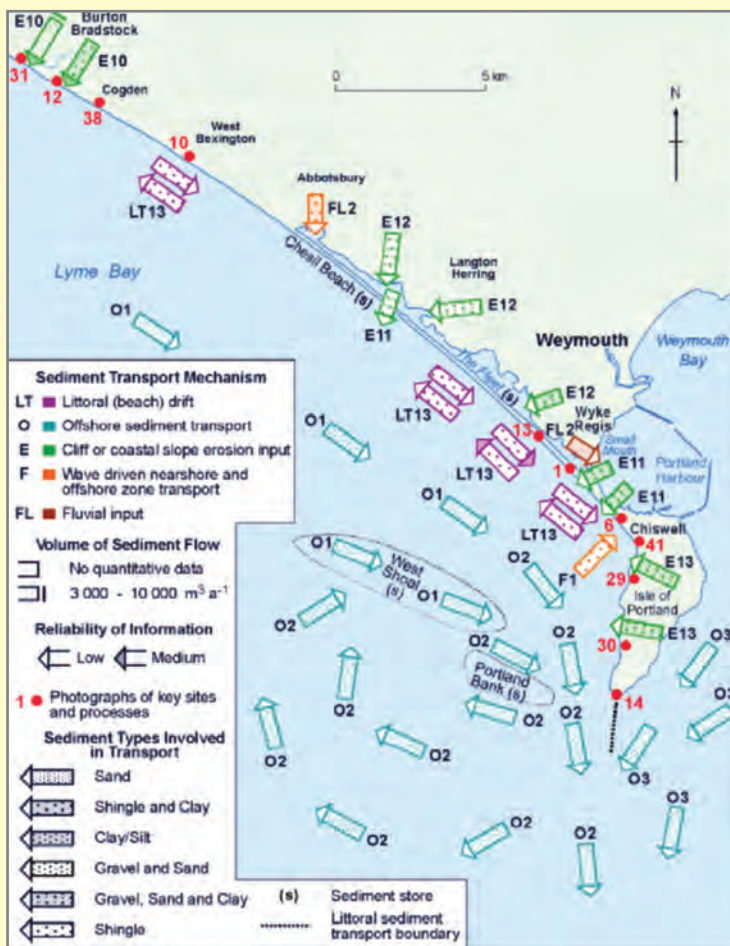 E10
Burton
Bradstock
E10
31
12
Cogden
38
0
5 km
N
10
West
Bexington
LT13
Abbotsbury
FL2
E12
Chesil Beach (s)
Langton
Herring
E12
E11
Lyme Bay
O1
Weymouth
Weymouth
Bay
The Fleet (s)
E12
LT13
13
FL2
Wyke
Regis
Small
Mouth
Portland
Harbour
O1
LT13
1
E11
E11
O1
LT13
6
Chiswell
41
F1
E13
29
Isle of
Portland
O1
West
Shoal
(s)
O1
O2
O2
O2
O2
E13
30
O3
Portland
Bank (s)
14
O3
O2
O2
O2
O2
O2
O3
O3
O2
O2
O2
Sediment Transport Mechanism
LT Littoral (beach) drift
O Offshore sediment transport
E Cliff or coastal slope erosion input
F Wave driven nearshore and
offshore zone transport
FL Fluvial input
Volume of Sediment Flow
No quantitative data
3 000 - 10 000 m³ a⁻¹
Reliability of Information
Low Medium
1 Photographs of key sites
and processes
Sediment Types Involved
in Transport
Sand
Shingle and Clay
Clay/Silt
Gravel and Sand
Gravel, Sand and Clay
Shingle
(s) Sediment store
Littoral sediment
transport boundary